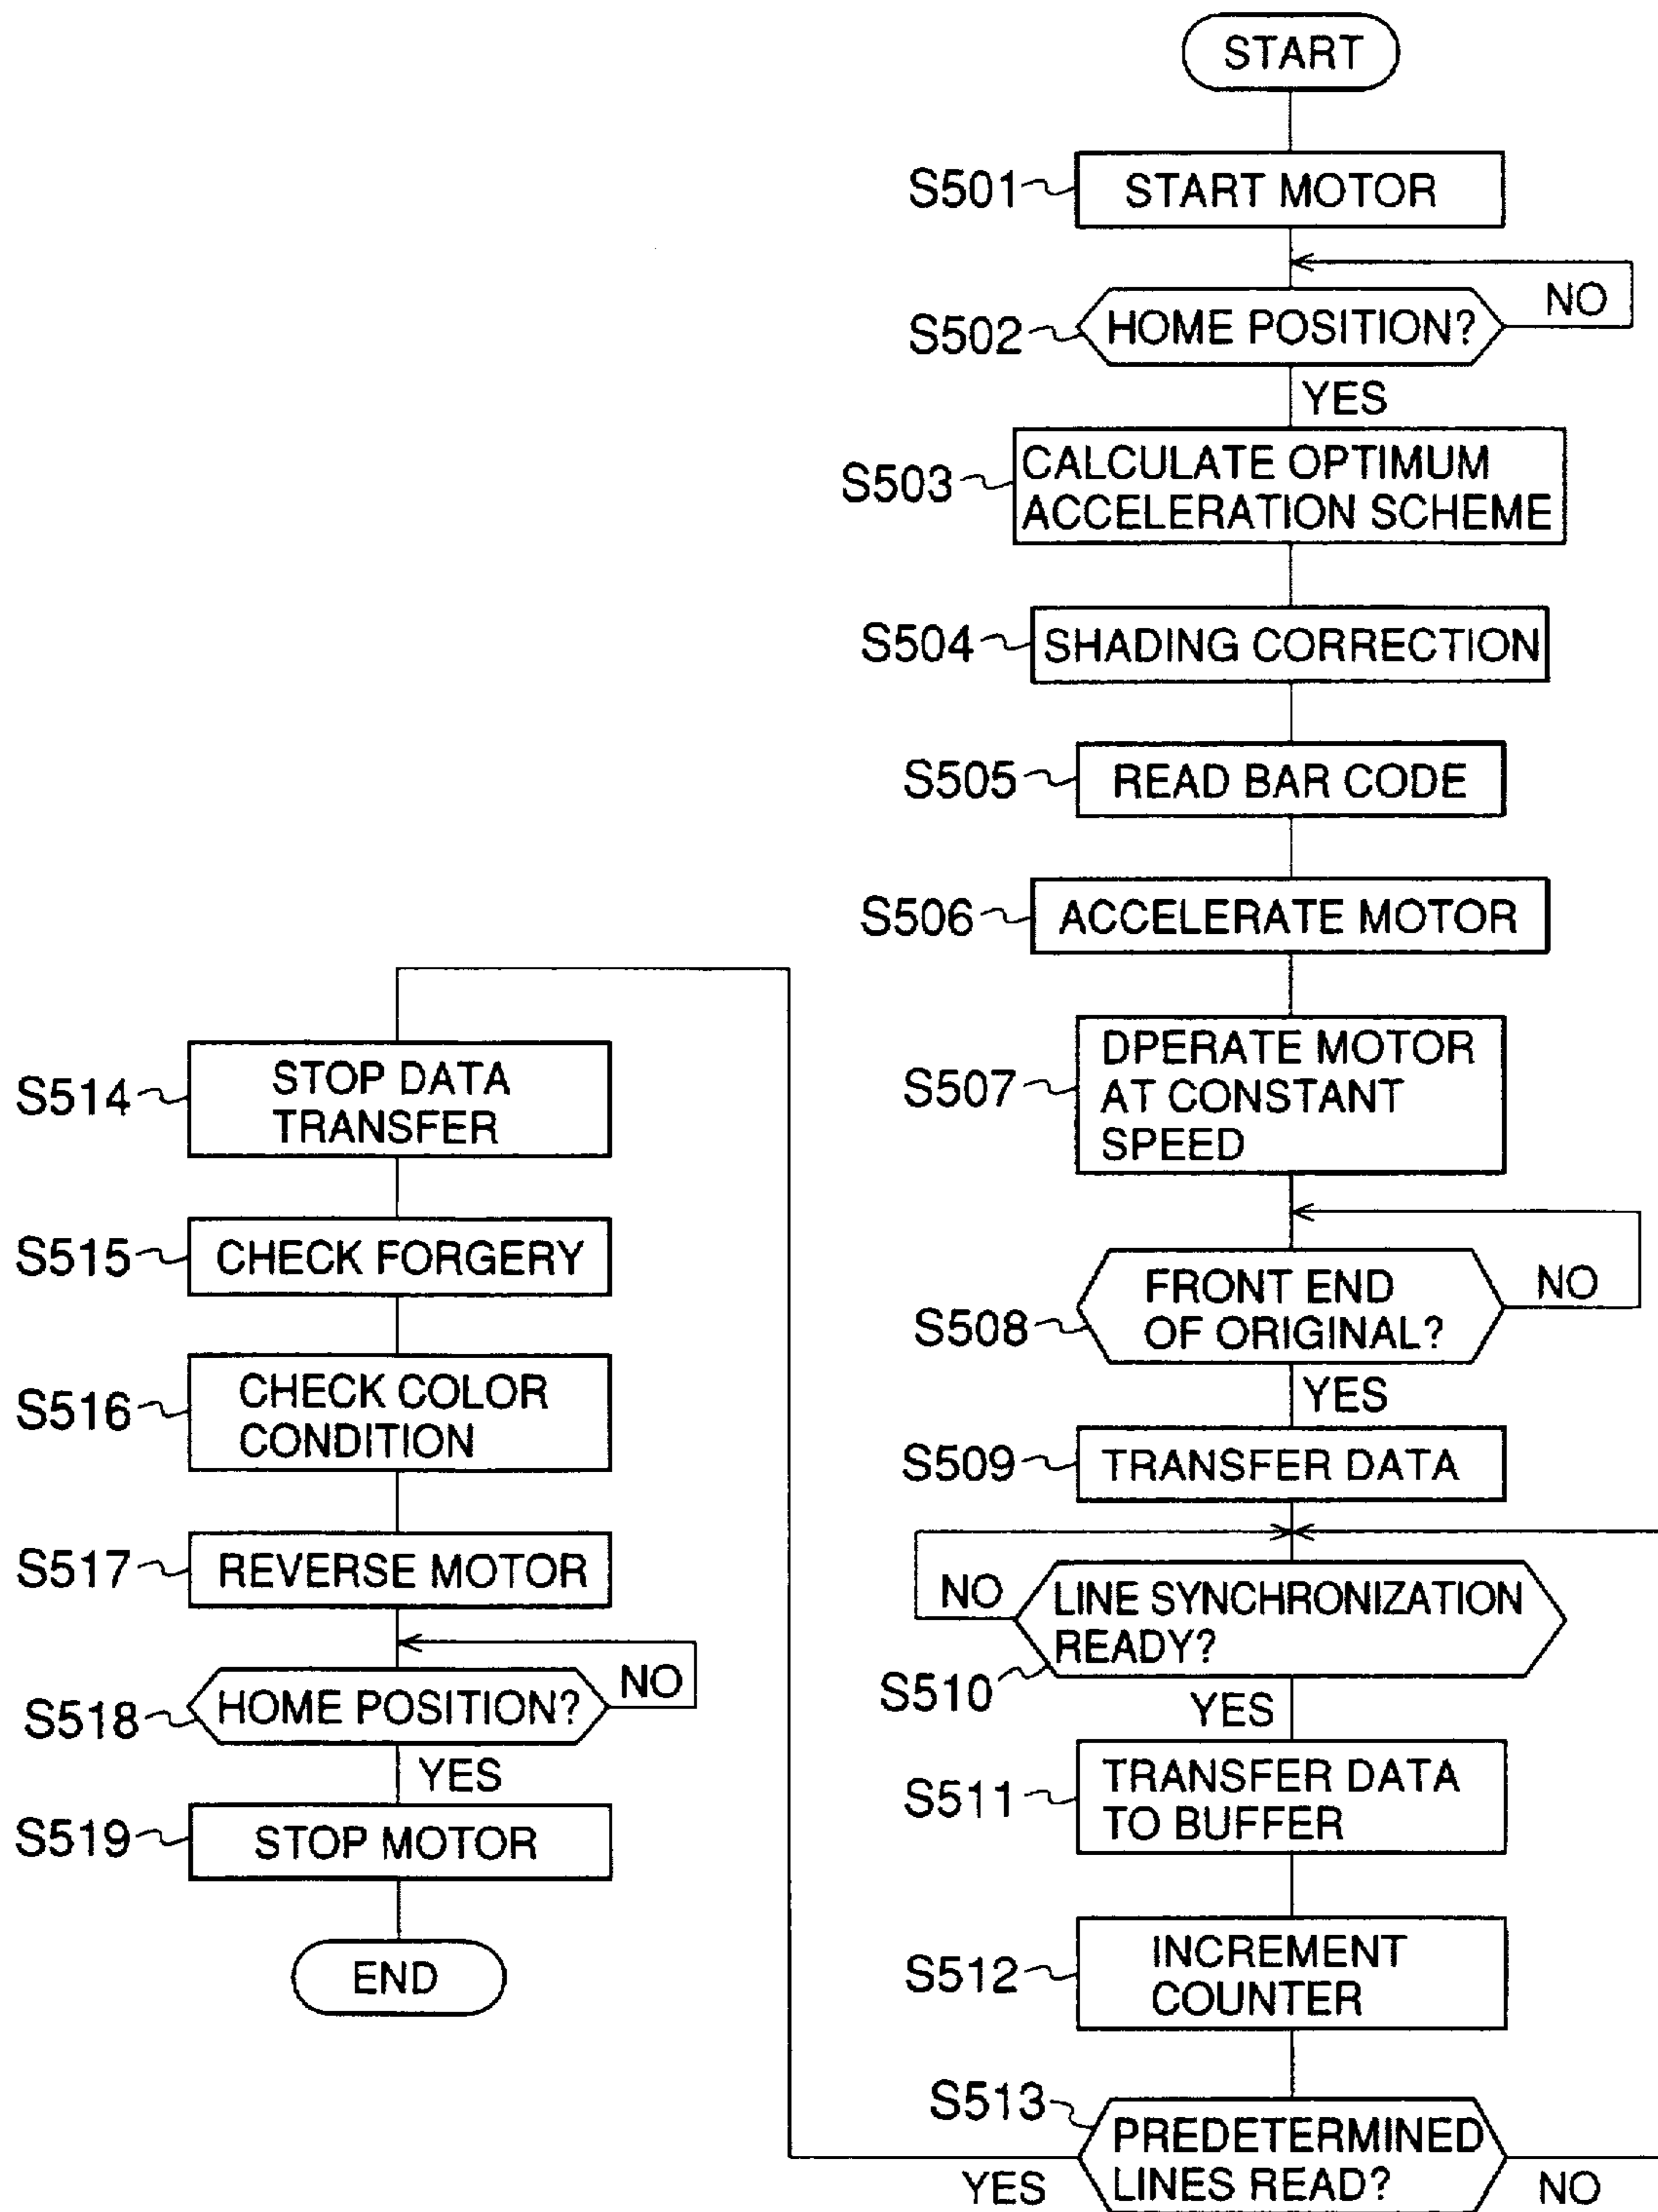 START
S501
START MOTOR
S502
HOME POSITION?
NO
YES
S503
CALCULATE OPTIMUM
ACCELERATION SCHEME
S504
SHADING CORRECTION
S505
READ BAR CODE
S506
ACCELERATE MOTOR
S507
DPERATE MOTOR
AT CONSTANT
SPEED
S508
FRONT END
OF ORIGINAL?
NO
YES
S509
TRANSFER DATA
S510
NO
LINE SYNCHRONIZATION
READY?
YES
S511
TRANSFER DATA
TO BUFFER
S512
INCREMENT
COUNTER
S513
PREDETERMINED
LINES READ?
YES
NO
S514
STOP DATA
TRANSFER
S515
CHECK FORGERY
S516
CHECK COLOR
CONDITION
S517
REVERSE MOTOR
S518
HOME POSITION?
NO
YES
S519
STOP MOTOR
END